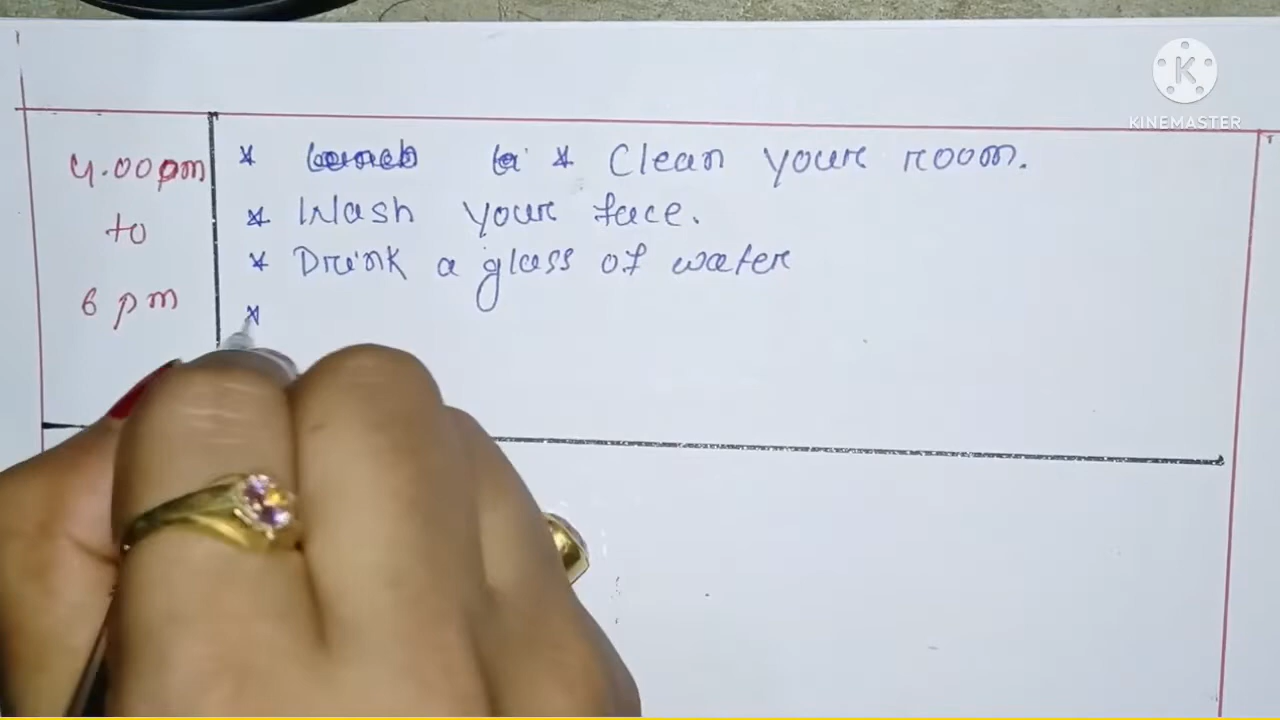 4.00pm
to
6 pm
* * Clean your room.
* Wash your face.
* Drink a glass of water
*
KINEMASTER